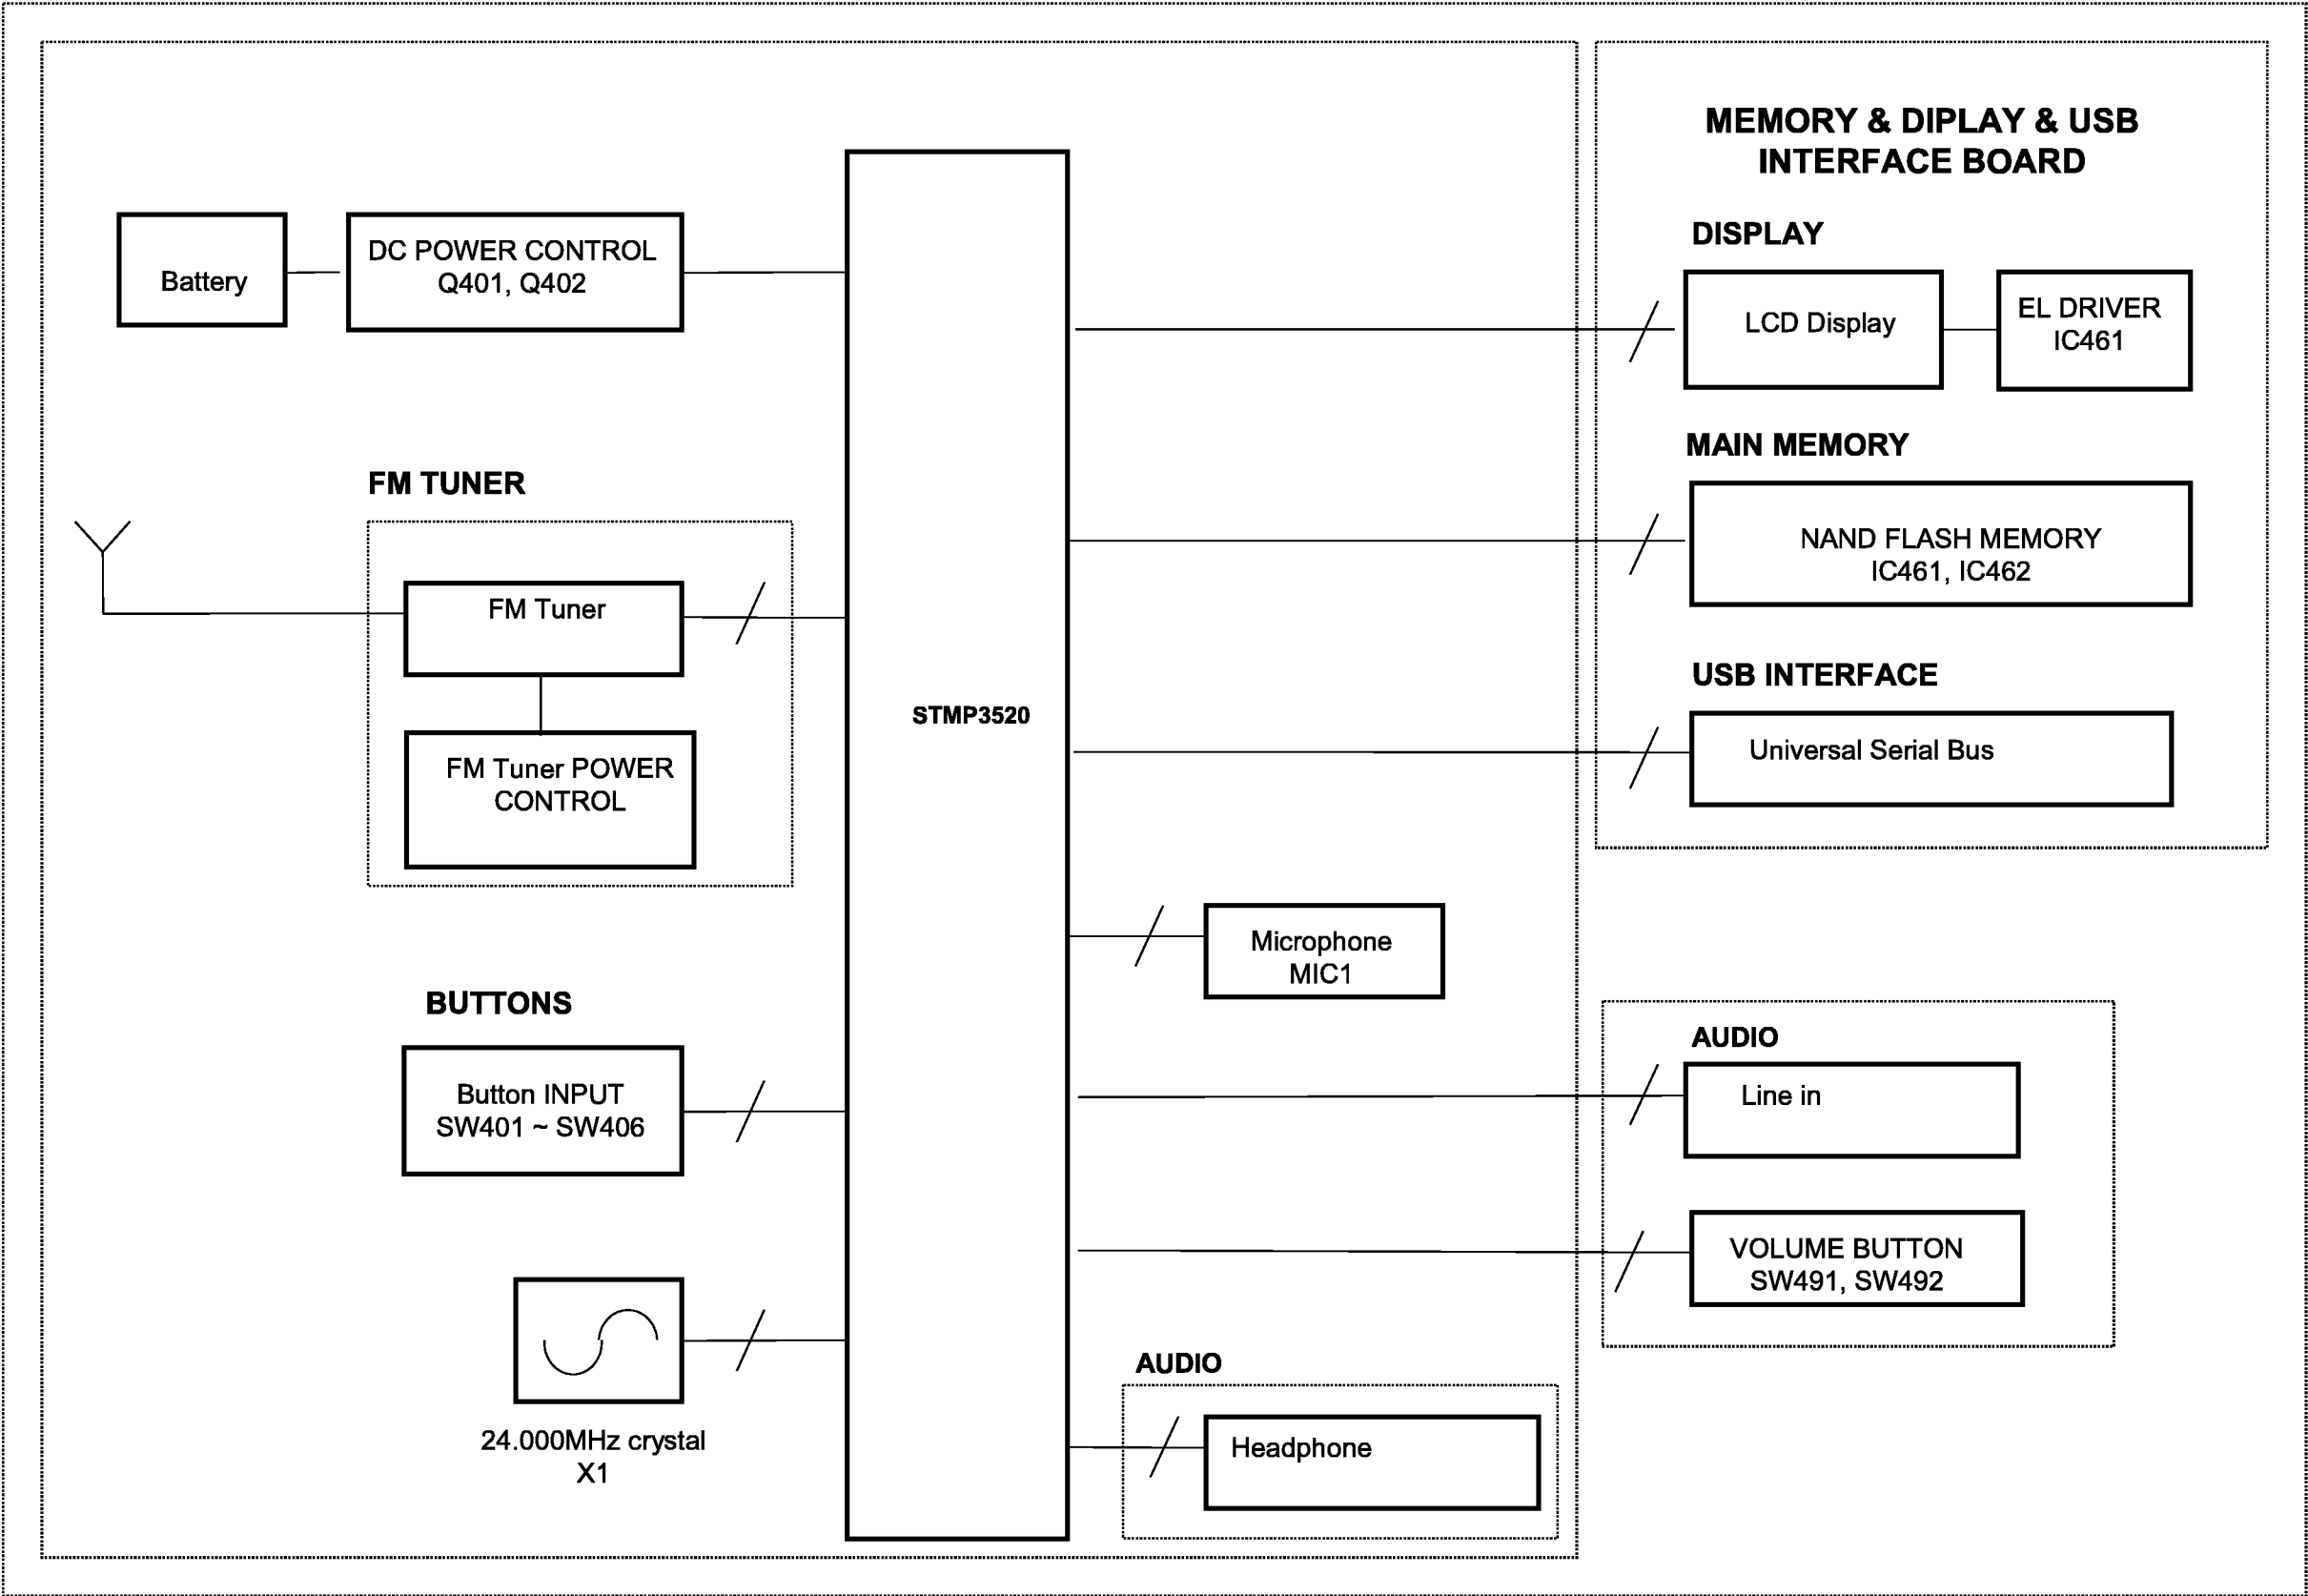 MEMORY & DIPLAY & USB
INTERFACE BOARD
DISPLAY
Battery
DC POWER CONTROL
Q401, Q402
LCD Display
EL DRIVER
IC461
MAIN MEMORY
FM TUNER
NAND FLASH MEMORY
IC461, IC462
FM Tuner
USB INTERFACE
STMP3520
Universal Serial Bus
FM Tuner POWER
CONTROL
Microphone
MIC1
BUTTONS
AUDIO
Button INPUT
SW401 ~ SW406
Line in
VOLUME BUTTON
SW491, SW492
AUDIO
24.000MHz crystal
X1
Headphone